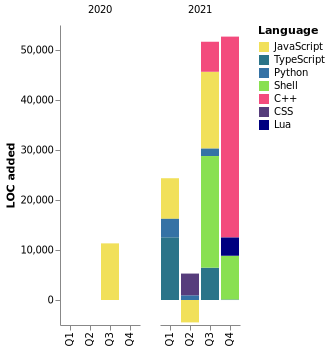 2020 2021
Language
JavaScript
TypeScript
Python
Shell
C++
CSS
Lua
LOC added
50,000
40,000
30,000
20,000
10,000
0
Q1 Q2 Q3 Q4 Q1 Q2 Q3 Q4